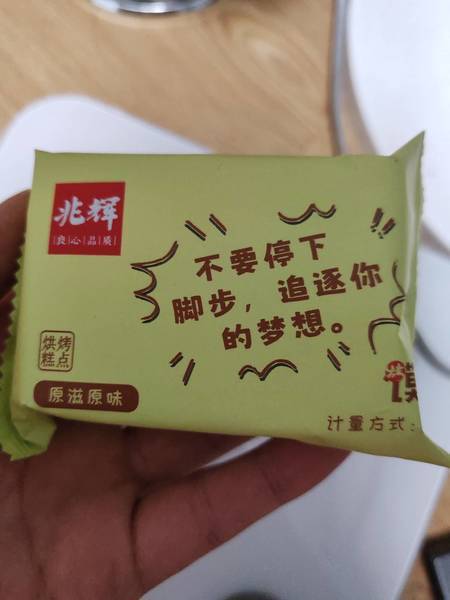 兆辉
良心品质
不要停下
脚步，追逐你
的梦想。
烘烤
糕点
原滋原味
计量方式：